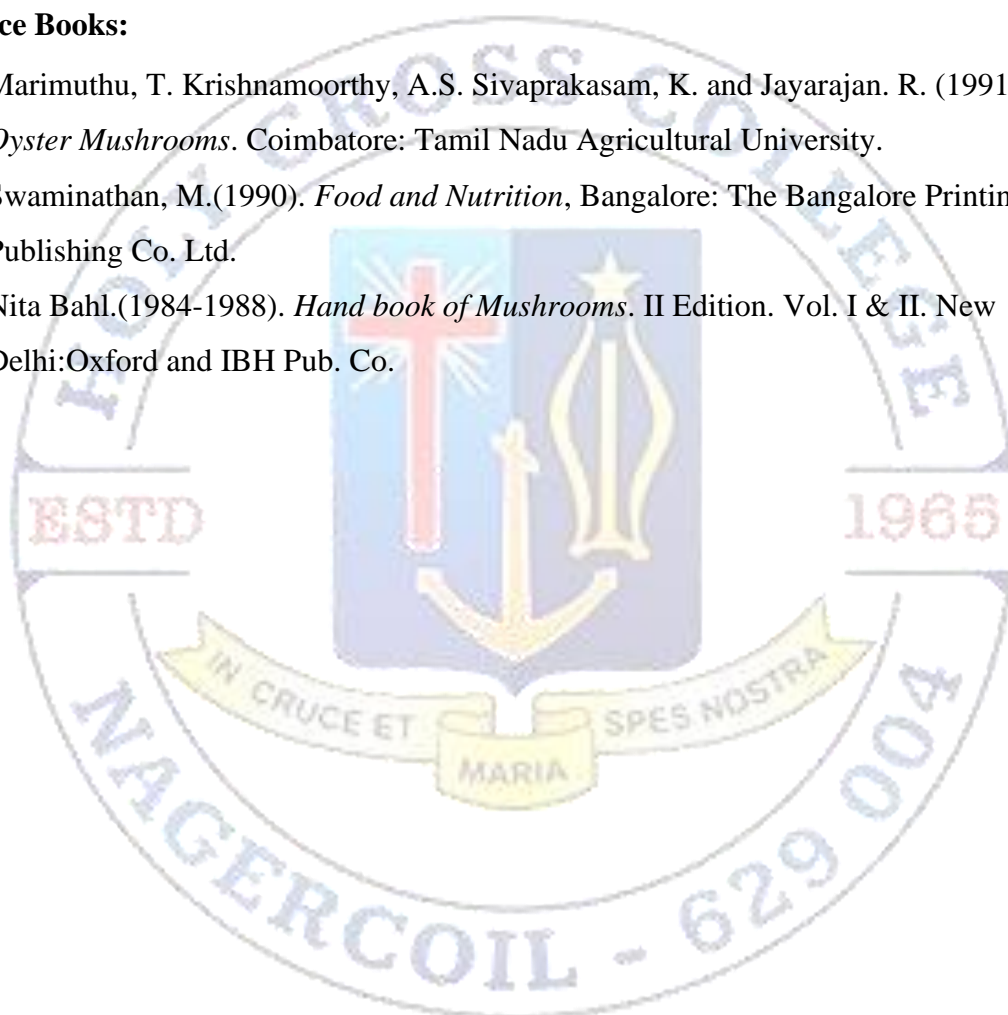 ce Books:
Marimuthu, T. Krishnamoorthy, A.S. Sivaprakasam, K. and Jayarajan. R. (1991
Oyster Mushrooms. Coimbatore: Tamil Nadu Agricultural University.
Swaminathan, M.(1990). Food and Nutrition, Bangalore: The Bangalore Printin
Publishing Co. Ltd.
Nita Bahl.(1984-1988). Hand book of Mushrooms. II Edition. Vol. I & II. New
Delhi:Oxford and IBH Pub. Co.
HOLY CROSS COLLEGE
ESTD 1965
IN CRUCE ET MARIA SPES NOSTRA
NAGERCOIL - 629 004